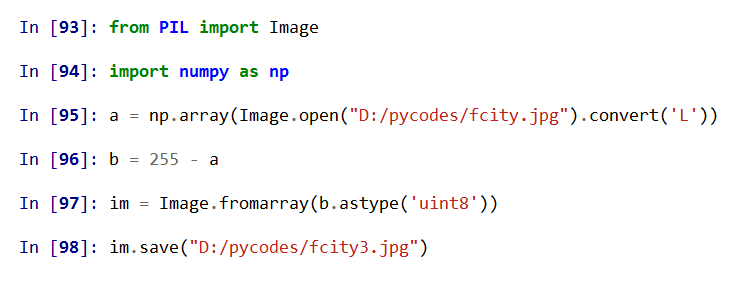 In [93]: from PIL import Image
In [94]: import numpy as np
In [95]: a = np.array(Image.open("D:/pycodes/fcity.jpg").convert('L'))
In [96]: b = 255 - a
In [97]: im = Image.fromarray(b.astype('uint8'))
In [98]: im.save("D:/pycodes/fcity3.jpg")